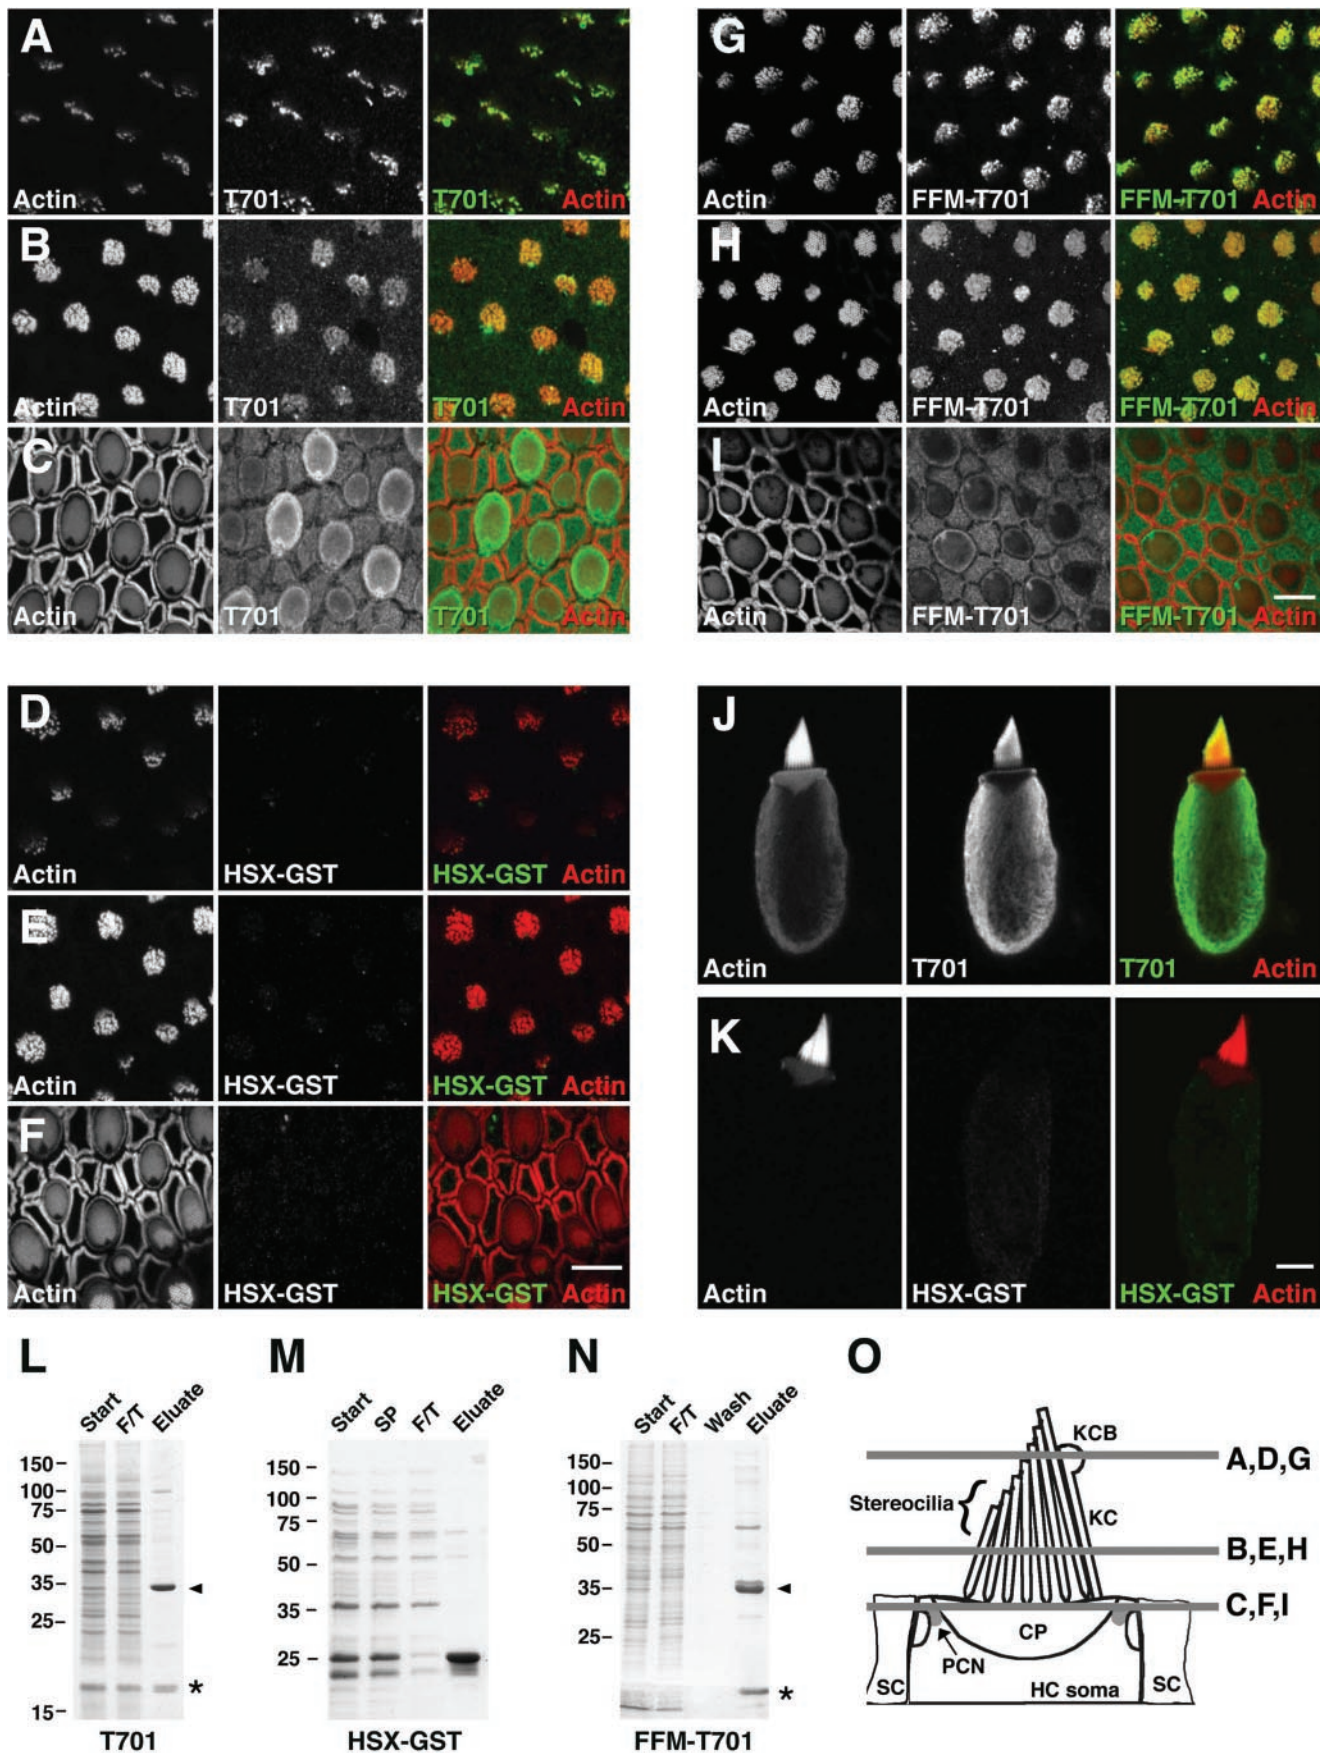 A
Actin
T701
T701 Actin
B
Actin
T701
T701 Actin
C
Actin
T701
T701 Actin
D
Actin
HSX-GST
HSX-GST Actin
E
Actin
HSX-GST
HSX-GST Actin
F
Actin
HSX-GST
HSX-GST Actin
G
Actin
FFM-T701
FFM-T701 Actin
H
Actin
FFM-T701
FFM-T701 Actin
I
Actin
FFM-T701
FFM-T701 Actin
J
Actin
T701
T701 Actin
K
Actin
HSX-GST
HSX-GST Actin
L
Start
F/T
Eluate
150–
100–
75–
50–
35–
25–
15–
*
T701
M
Start
SP
F/T
Eluate
150 –
100 –
75 –
50 –
35 –
25 –
HSX-GST
N
Start
F/T
Wash
Eluate
150–
100–
75–
50–
35–
25–
*
FFM-T701
O
KCB
A,D,G
Stereocilia {
KC
B,E,H
C,F,I
CP
PCN
SC
HC soma
SC